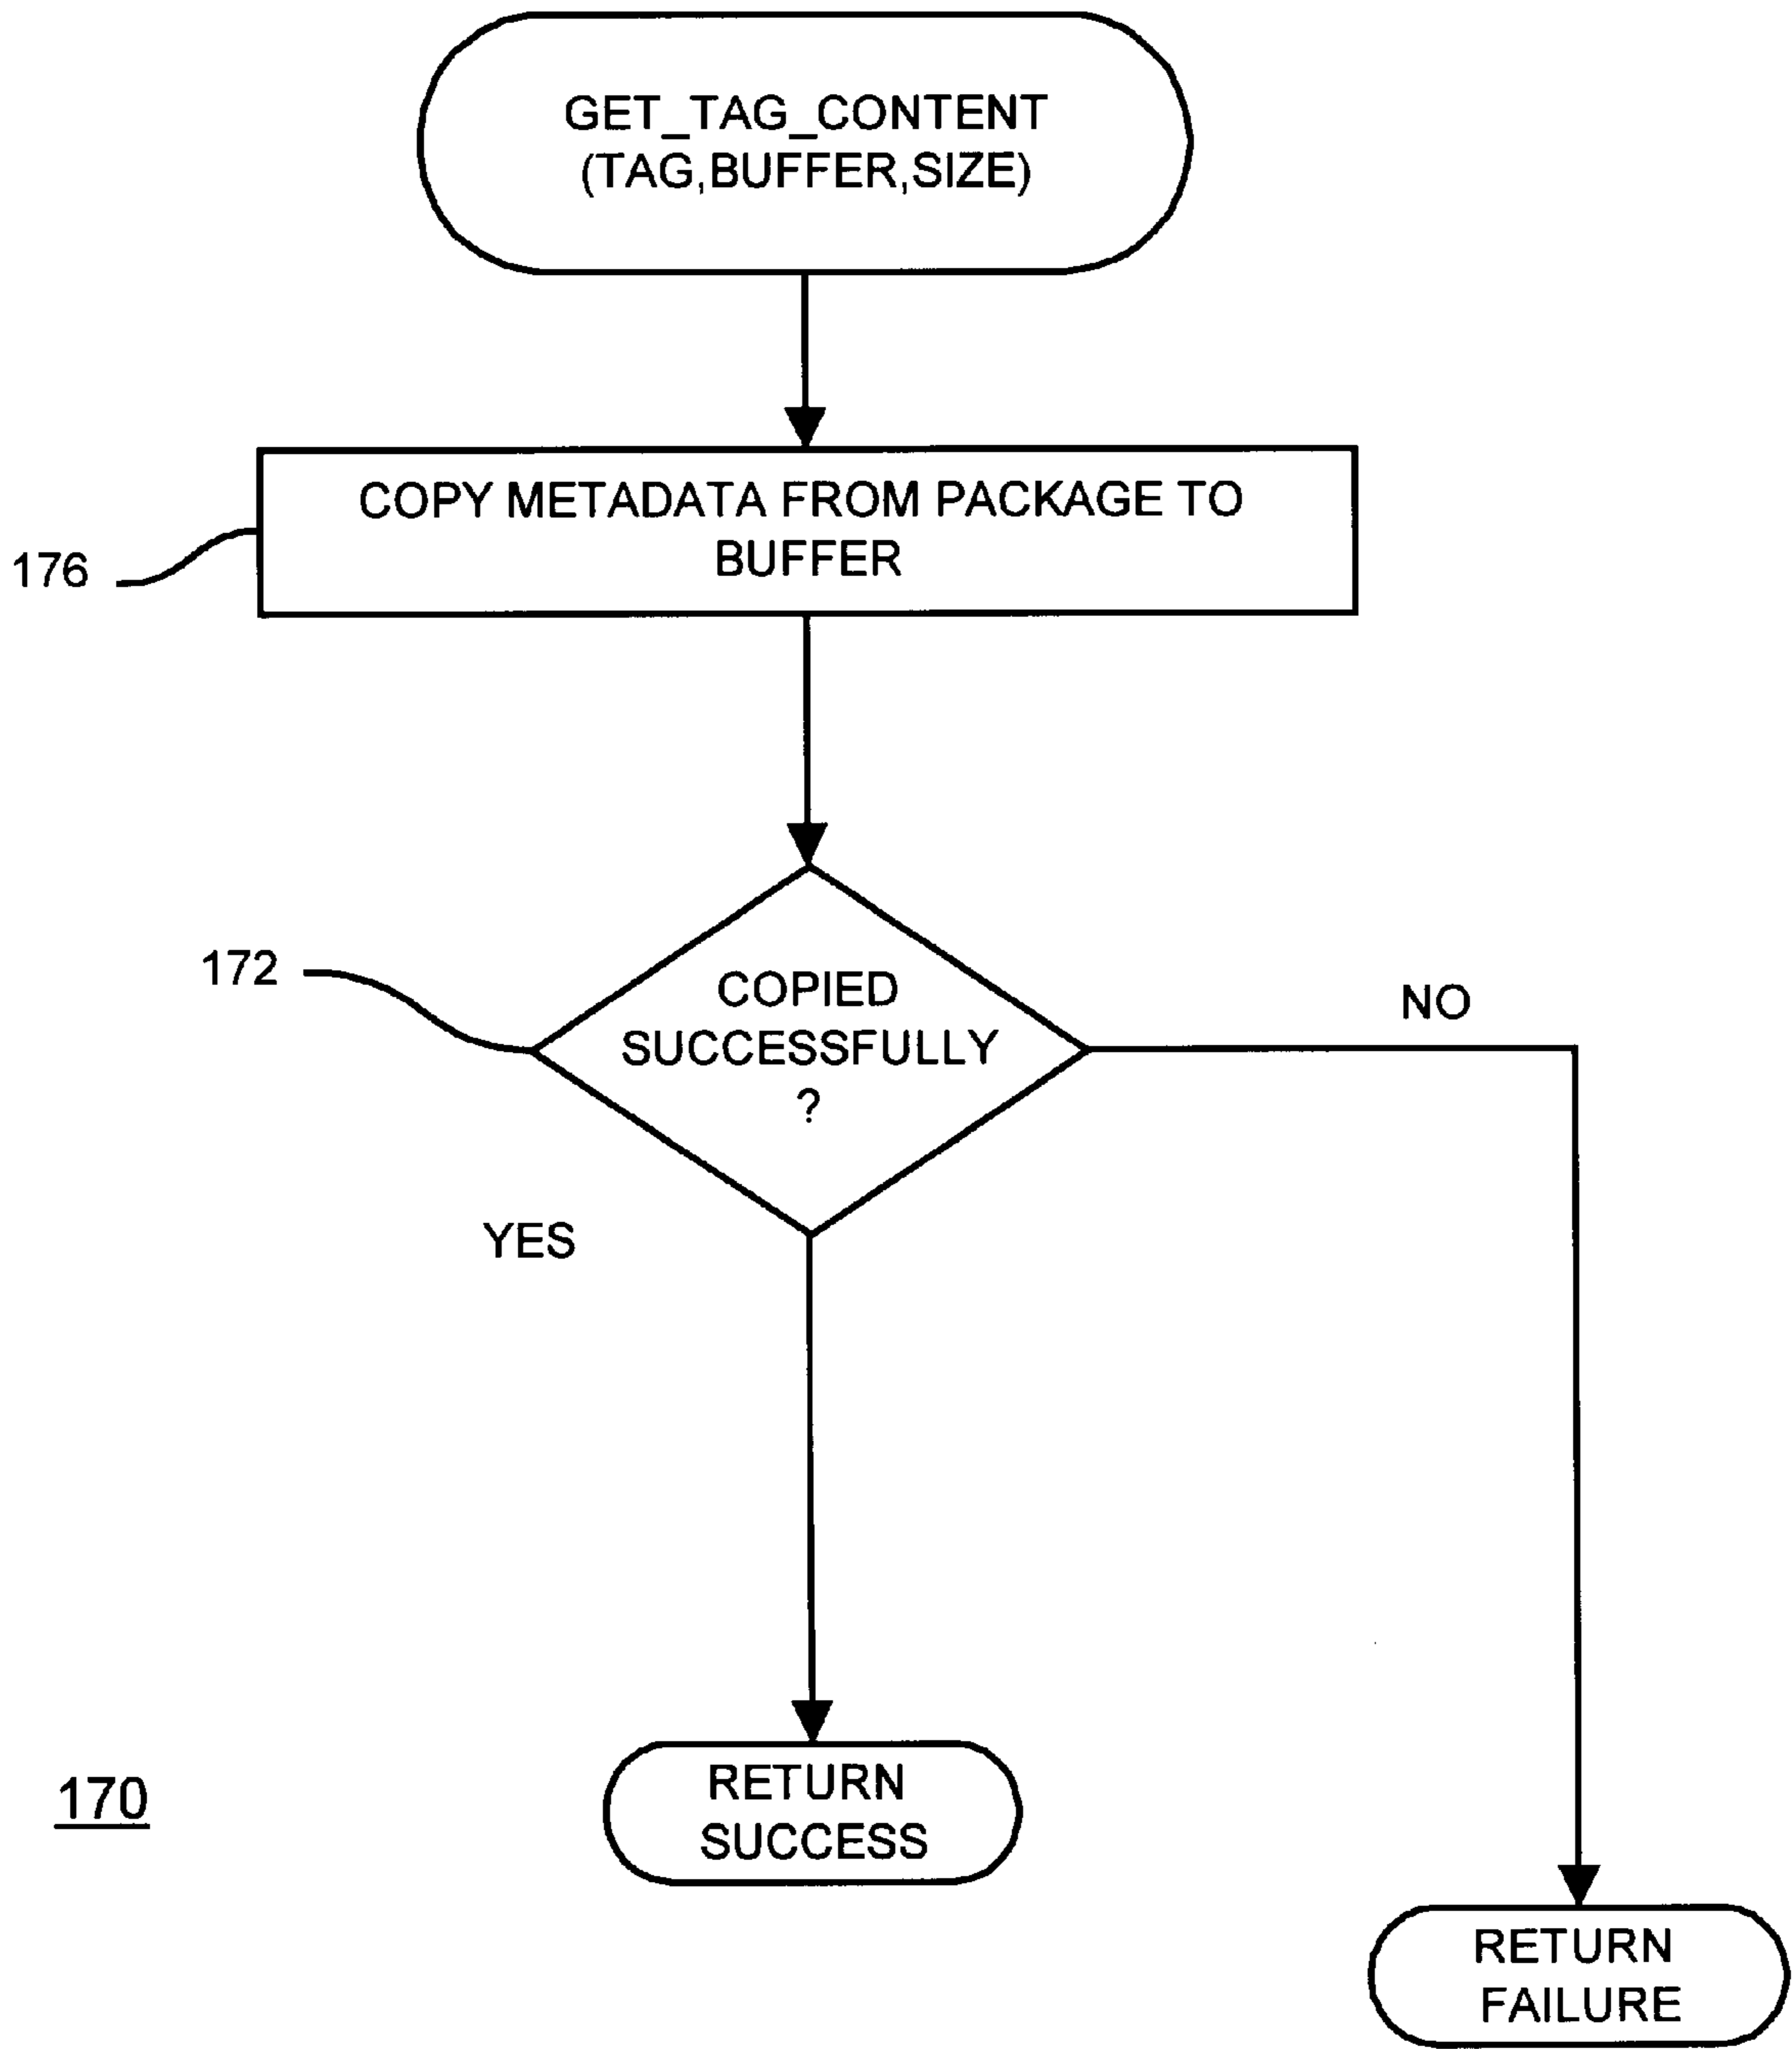 GET_TAG_CONTENT
(TAG,BUFFER,SIZE)
COPY METADATA FROM PACKAGE TO
BUFFER
176
172
COPIED
SUCCESSFULLY
?
NO
YES
RETURN
SUCCESS
170
RETURN
FAILURE